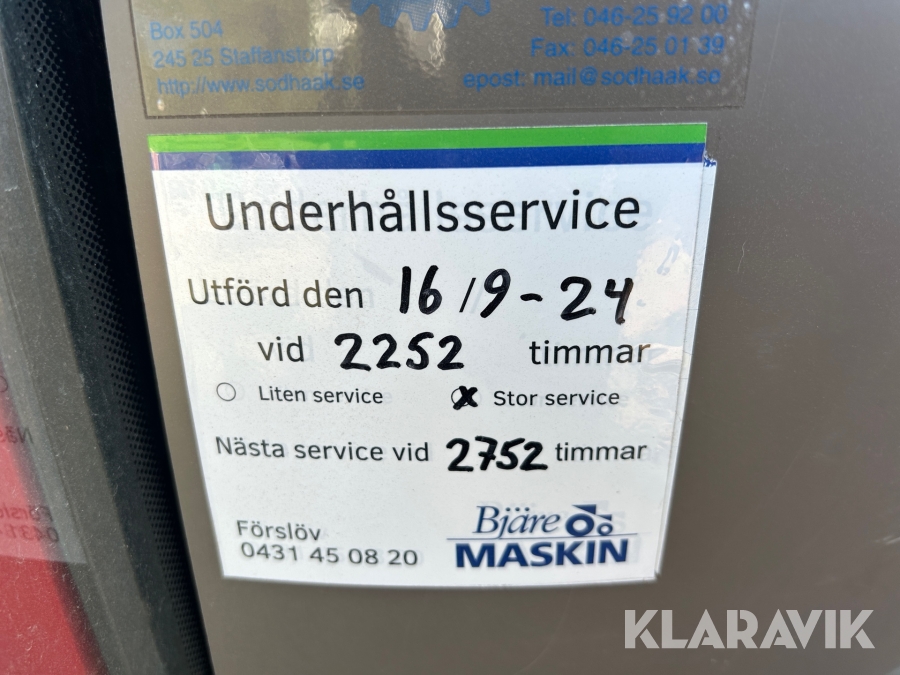 Box 504
245 25 Staffanstorp
http://www.sodhaak.se
Tel: 046-25 92 00
Fax: 046-25 01 39
epost: mail@sodhaak.se
Underhållsservice
Utförd den 16/9-24
vid 2252 timmar
Liten service X Stor service
Nästa service vid 2752 timmar
Förslöv
0431 45 08 20
Bjäre
MASKIN
KLARAVIK